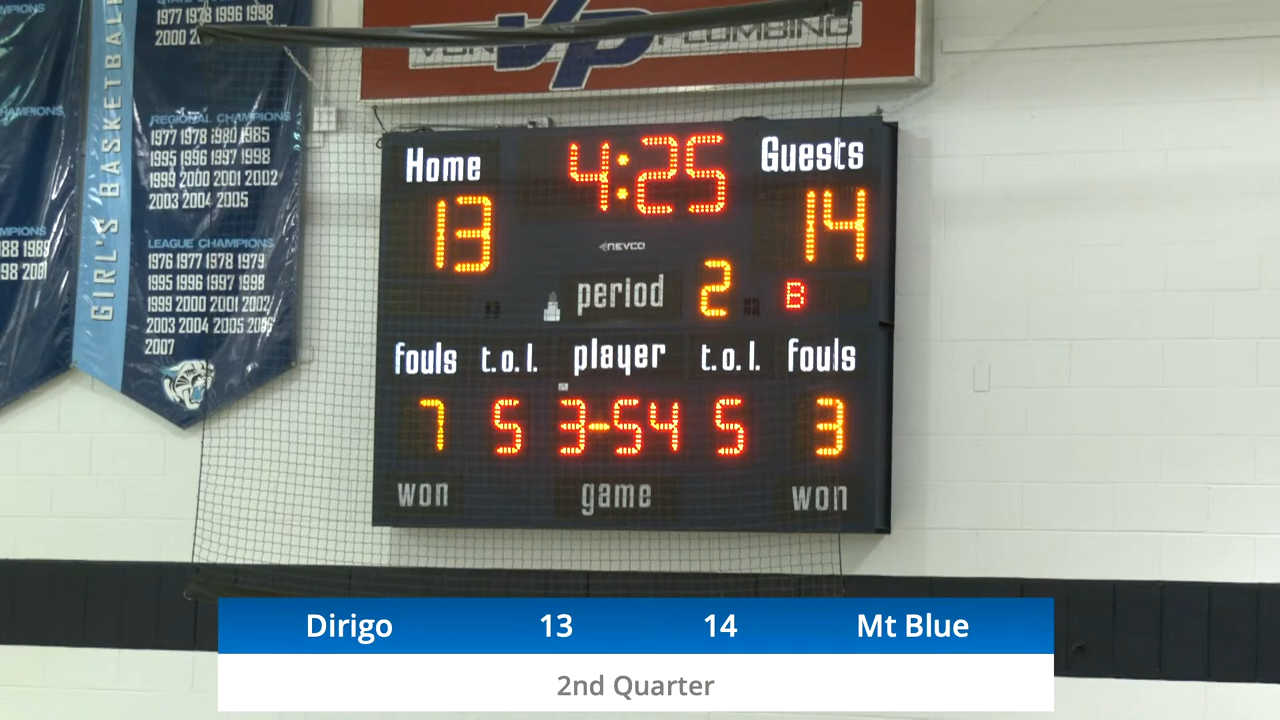 1977 1978 1996 1998
GIRL'S BASKETBALL
REGIONAL CHAMPIONS
1977 1978 1980 1985
1995 1996 1997 1998
1999 2000 2001 2002
2003 2004 2005
LEAGUE CHAMPIONS
1976 1977 1978 1979
1995 1996 1997 1998
1999 2000 2001 2002
2003 2004 2005 2006
2007
VP PLUMBING
Home 4:25 Guests
13 14
NEVCO
period 2 B
fouls t.o.l. player t.o.l. fouls
7 5 3-54 5 3
won game won
Dirigo 13 14 Mt Blue
2nd Quarter